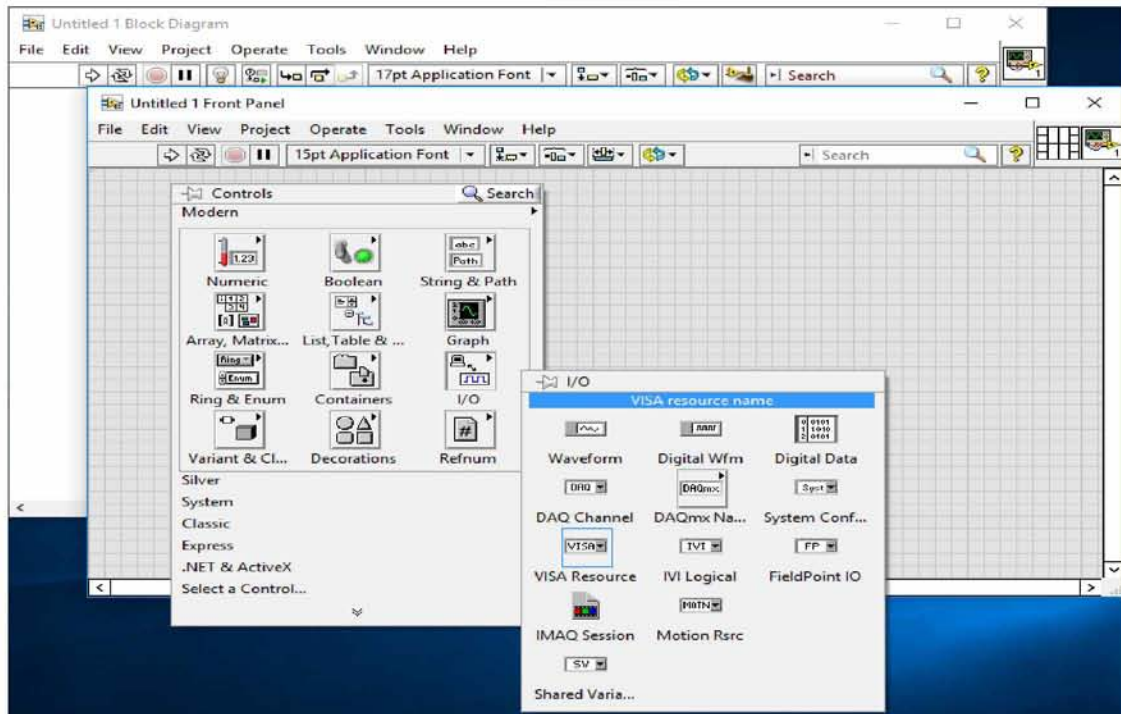 Untitled 1 Block Diagram
File Edit View Project Operate Tools Window Help
17pt Application Font
Search
Untitled 1 Front Panel
File Edit View Project Operate Tools Window Help
15pt Application Font
Search
Controls Search
Modern
1.23
abc
Path
Numeric Boolean String & Path
Array, Matrix... List, Table & ... Graph
Ring
Enum
Ring & Enum Containers I/O
#
Variant & Cl... Decorations Refnum
Silver
System
Classic
Express
.NET & ActiveX
Select a Control...
I/O
VISA resource name
Waveform Digital Wfm Digital Data
DAQ DAQmx Syst
DAQ Channel DAQmx Na... System Conf...
VISA IVI FP
VISA Resource IVI Logical FieldPoint IO
MOTN
IMAQ Session Motion Rsrc
SV
Shared Varia...